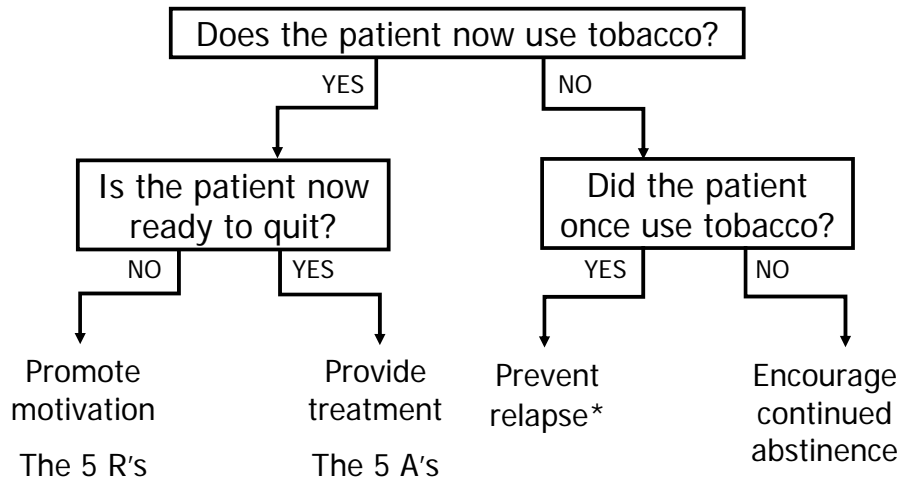 Does the patient now use tobacco?
YES
NO
Is the patient now
ready to quit?
Did the patient
once use tobacco?
NO
YES
YES
NO
Promote
motivation
The 5 R's
Provide
treatment
The 5 A's
Prevent
relapse*
Encourage
continued
abstinence